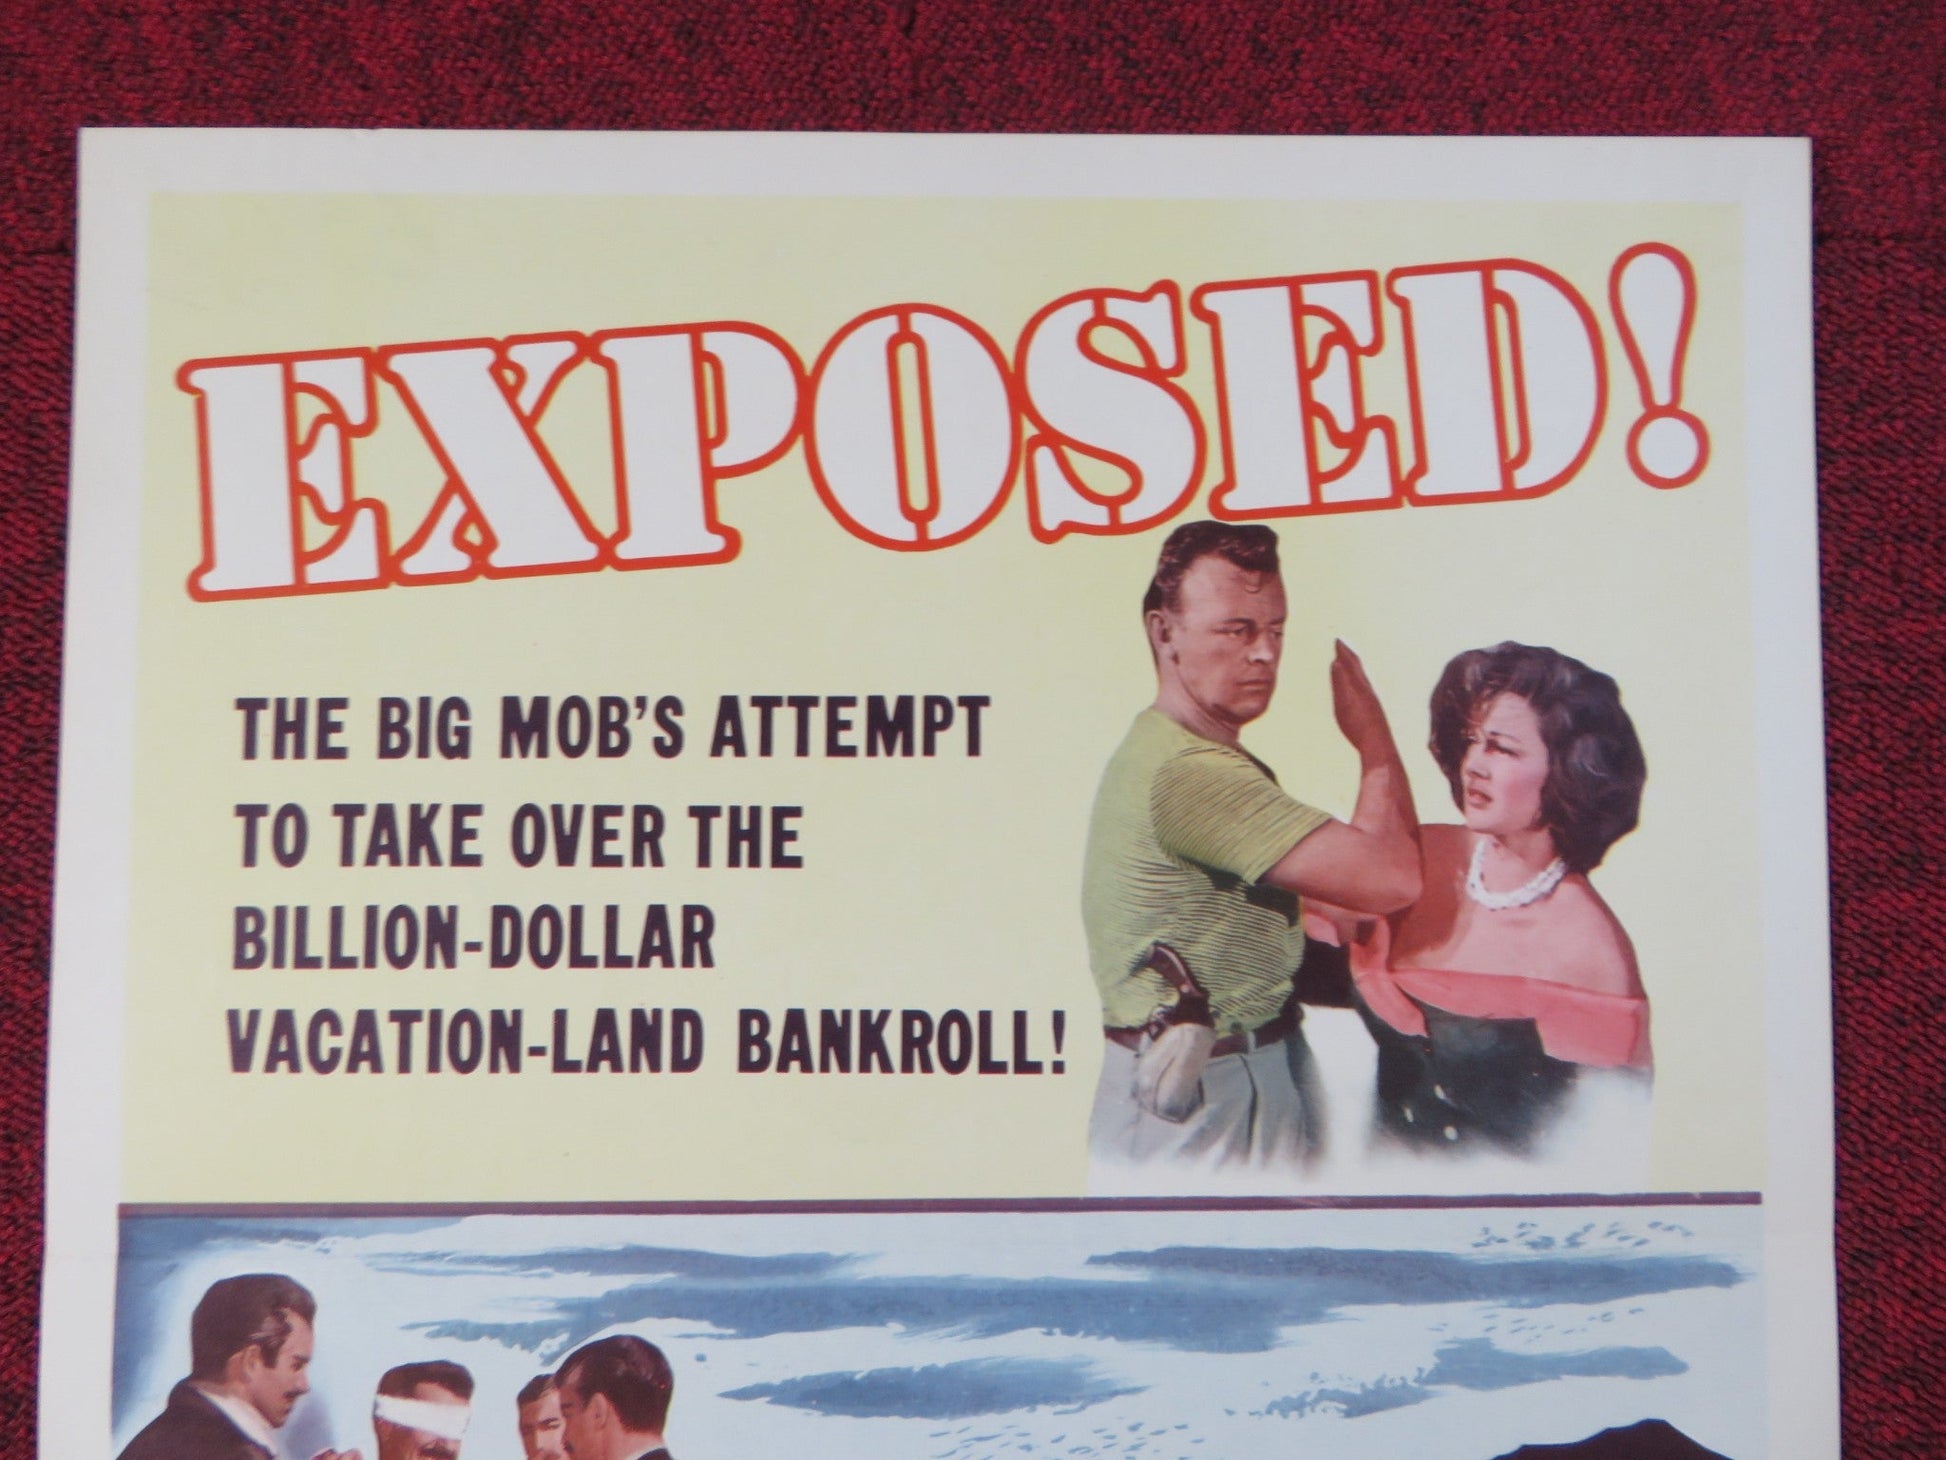 EXPOSED!
THE BIG MOB'S ATTEMPT
TO TAKE OVER THE
BILLION-DOLLAR
VACATION-LAND BANKROLL!